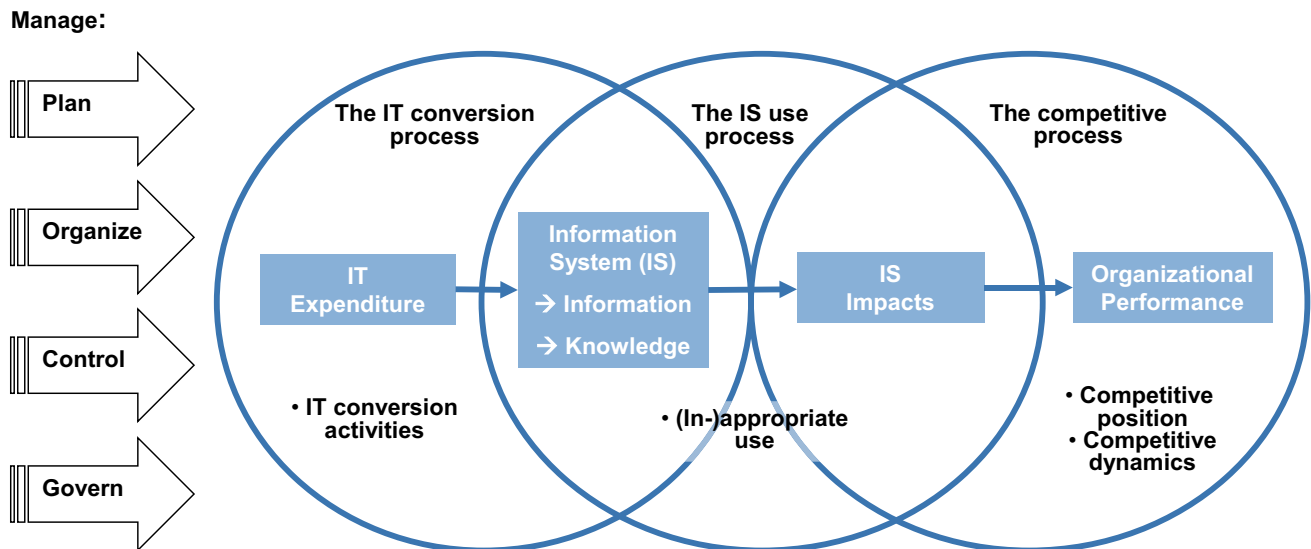 Manage:
Plan
Organize
Control
Govern
The IT conversion
process
The IS use
process
The competitive
process
IT
Expenditure
Information
System (IS)
→ Information
→ Knowledge
IS
Impacts
Organizational
Performance
• IT conversion
activities
• (In-)appropriate
use
• Competitive
position
• Competitive
dynamics